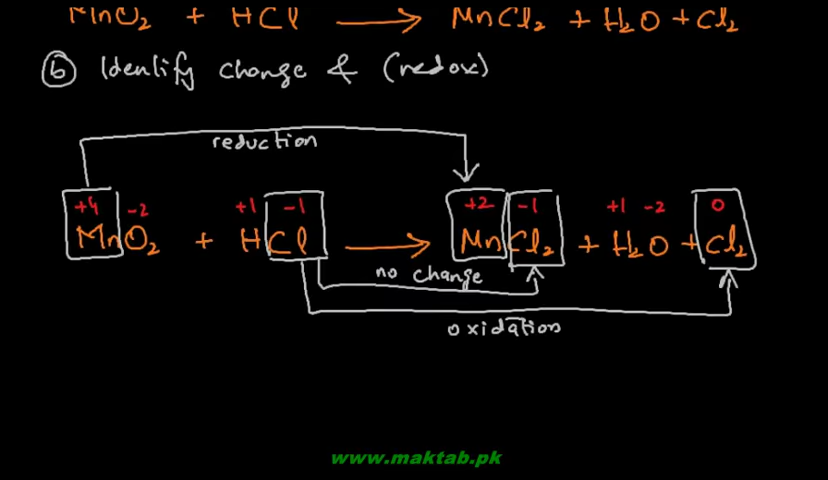 MnO₂ + HCl → MnCl₂ + H₂O + Cl₂
⑥ Identify change & (redox)
reduction
+4 -2 +1 -1 +2 -1 +1 -2 0
MnO₂ + HCl → MnCl₂ + H₂O + Cl₂
no change
oxidation
www.maktab.pk